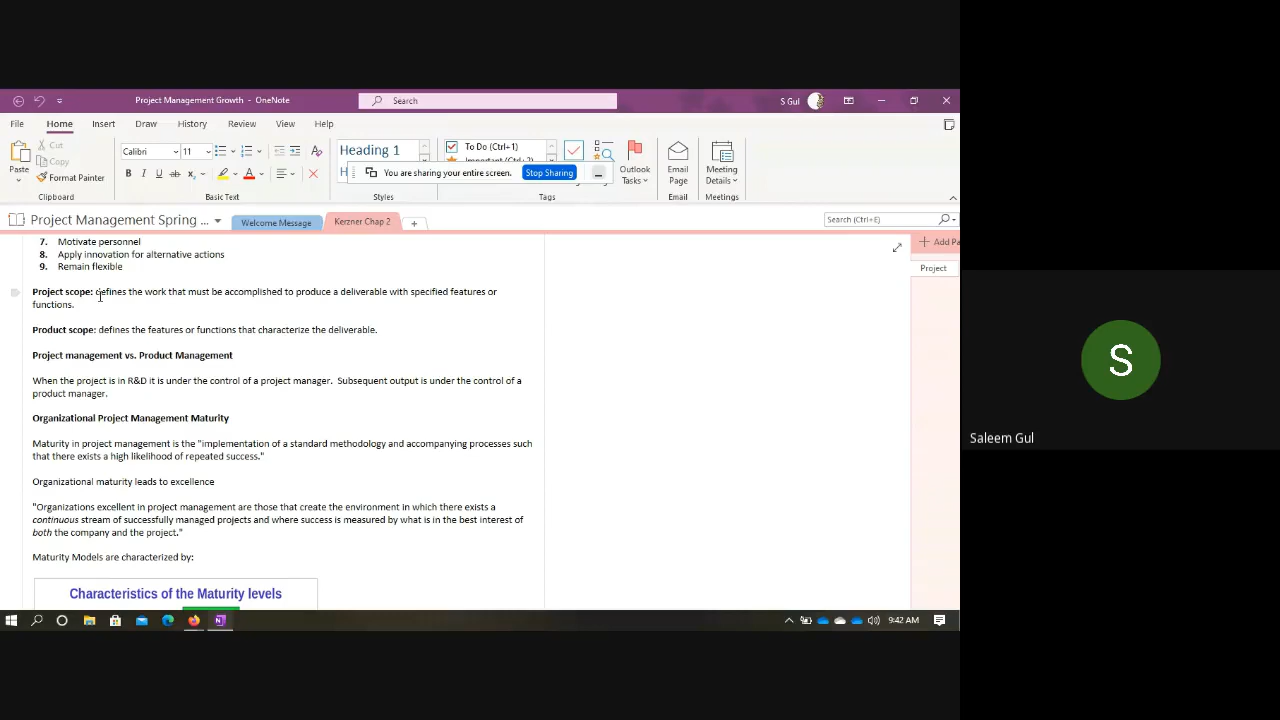 Project Management Growth - OneNote
Search
S Gul
File Home Insert Draw History Review View Help
Cut
Copy
Paste
Format Painter
Clipboard
Calibri 11
B I U ab x A
Basic Text
Heading 1
H
Styles
To Do (Ctrl+1)
Important (Ctrl+2)
You are sharing your entire screen. Stop Sharing
Tags
Outlook
Tasks
Email
Page
Email
Meeting
Details
Meetings
Project Management Spring ... Welcome Message Kerzner Chap 2 +
Search (Ctrl+E)
Add Pa
Project
7. Motivate personnel
8. Apply innovation for alternative actions
9. Remain flexible
Project scope: defines the work that must be accomplished to produce a deliverable with specified features or
functions.
Product scope: defines the features or functions that characterize the deliverable.
Project management vs. Product Management
When the project is in R&D it is under the control of a project manager. Subsequent output is under the control of a
product manager.
Organizational Project Management Maturity
Maturity in project management is the "implementation of a standard methodology and accompanying processes such
that there exists a high likelihood of repeated success."
Organizational maturity leads to excellence
"Organizations excellent in project management are those that create the environment in which there exists a
continuous stream of successfully managed projects and where success is measured by what is in the best interest of
both the company and the project."
Maturity Models are characterized by:
Characteristics of the Maturity levels
9:42 AM
S
Saleem Gul